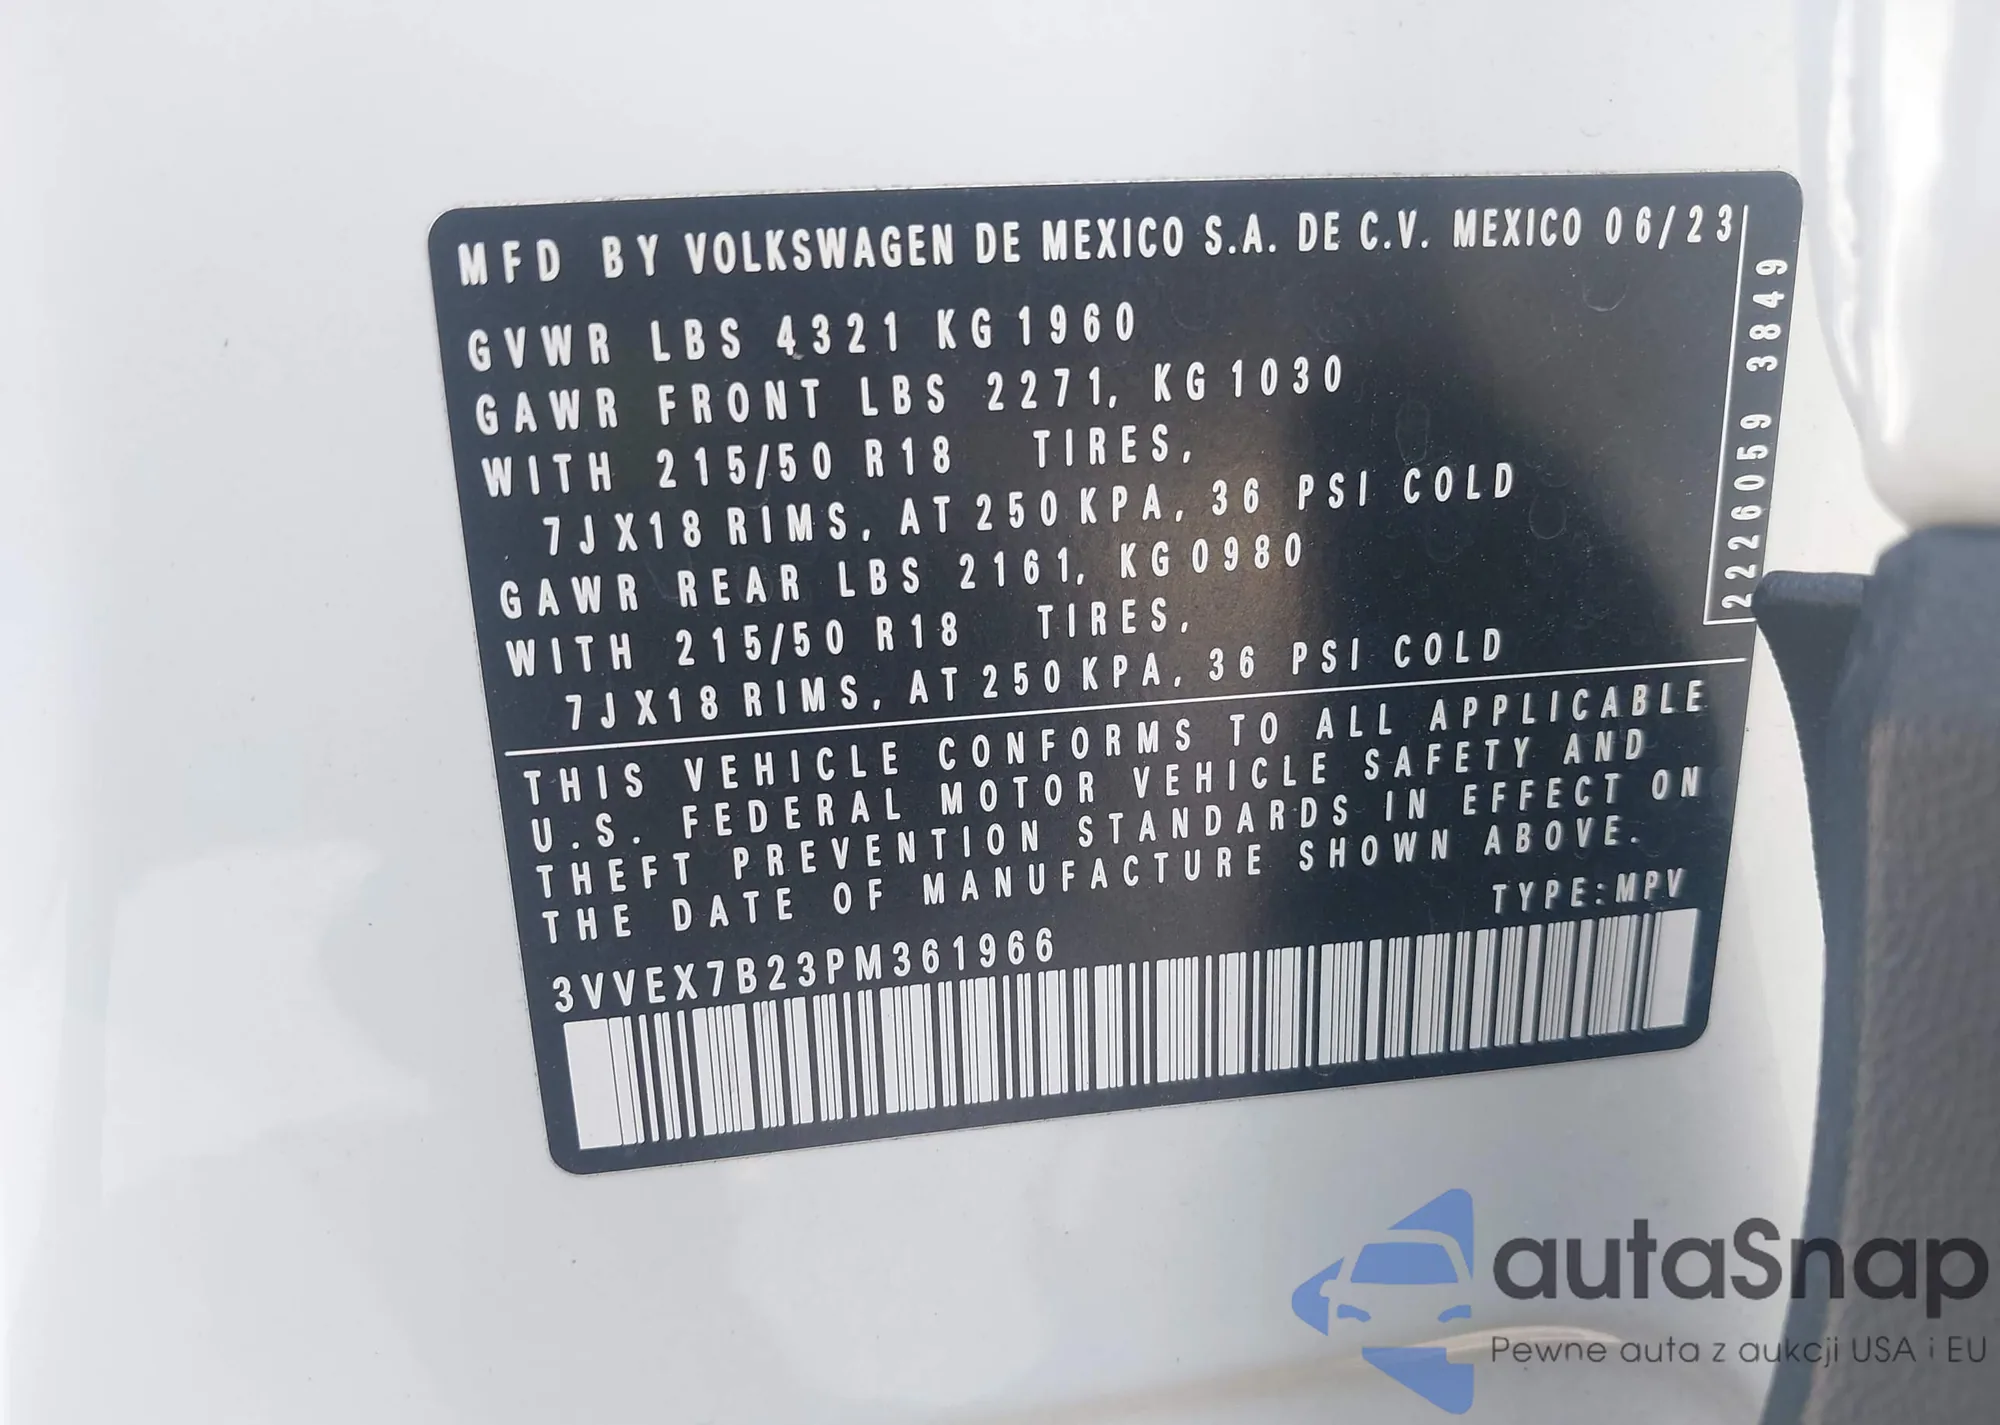 MFD BY VOLKSWAGEN DE MEXICO S.A. DE C.V. MEXICO 06/23
GVWR LBS 4321 KG 1960
GAWR FRONT LBS 2271, KG 1030
WITH 215/50 R18 TIRES,
7JX18 RIMS, AT 250 KPA, 36 PSI COLD
GAWR REAR LBS 2161, KG 0980
WITH 215/50 R18 TIRES,
7JX18 RIMS, AT 250 KPA, 36 PSI COLD
2226059 3849
THIS VEHICLE CONFORMS TO ALL APPLICABLE
U.S. FEDERAL MOTOR VEHICLE SAFETY AND
THEFT PREVENTION STANDARDS IN EFFECT ON
THE DATE OF MANUFACTURE SHOWN ABOVE.
TYPE:MPV
3VVEX7B23PM361966
autaSnap
Pewne auta z aukcji USA i EU